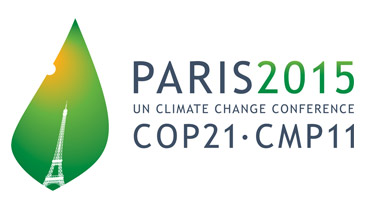 PARIS2015
UN CLIMATE CHANGE CONFERENCE
COP21·CMP11